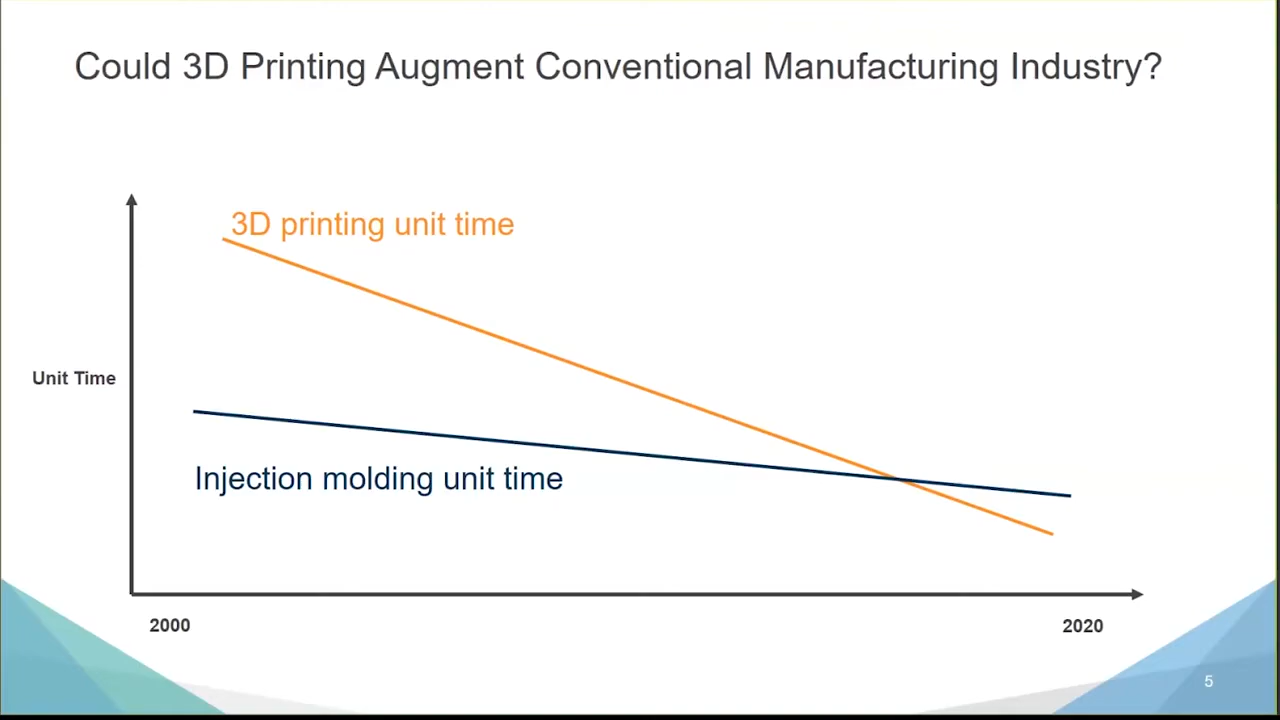 Could 3D Printing Augment Conventional Manufacturing Industry?
3D printing unit time
Unit Time
Injection molding unit time
2000
2020
5